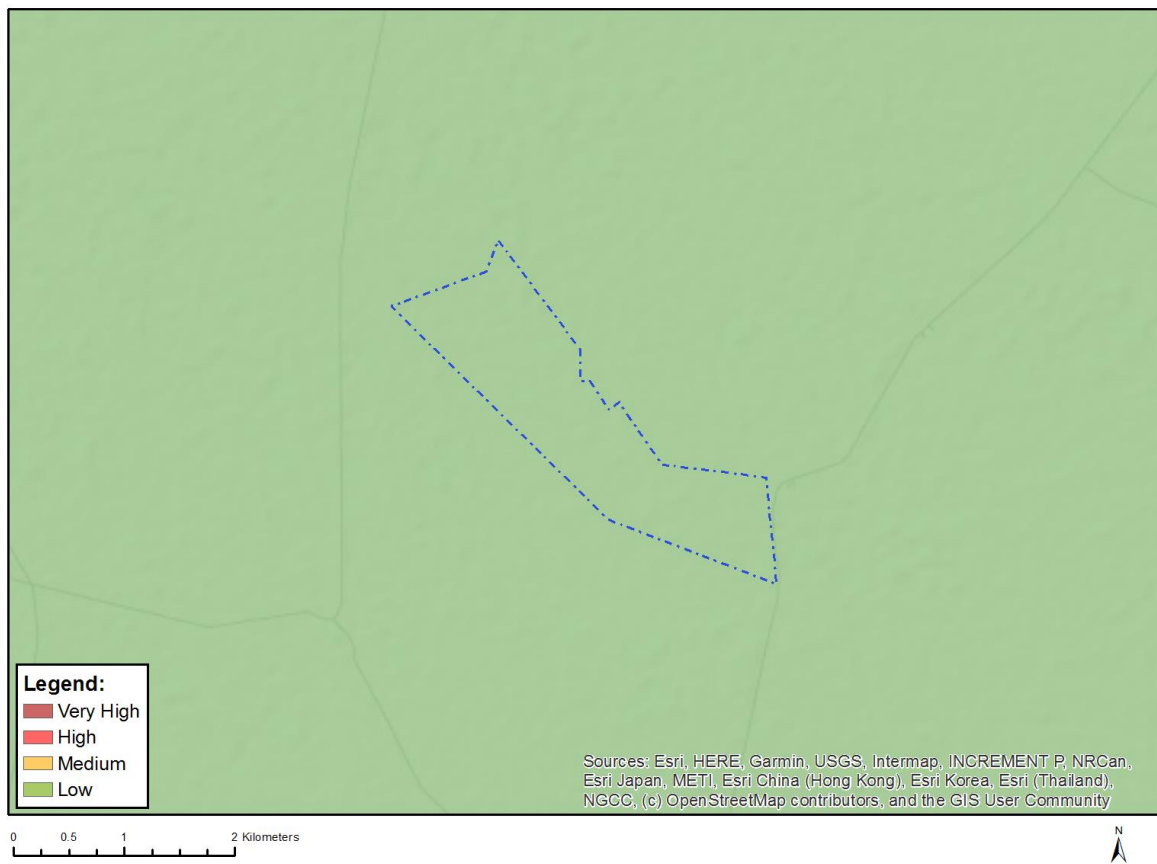 Legend:
Very High
High
Medium
Low
Sources: Esri, HERE, Garmin, USGS, Intermap, INCREMENT P, NRCan,
Esri Japan, METI, Esri China (Hong Kong), Esri Korea, Esri (Thailand),
NGCC, (c) OpenStreetMap contributors, and the GIS User Community
0 0.5 1 2 Kilometers
N